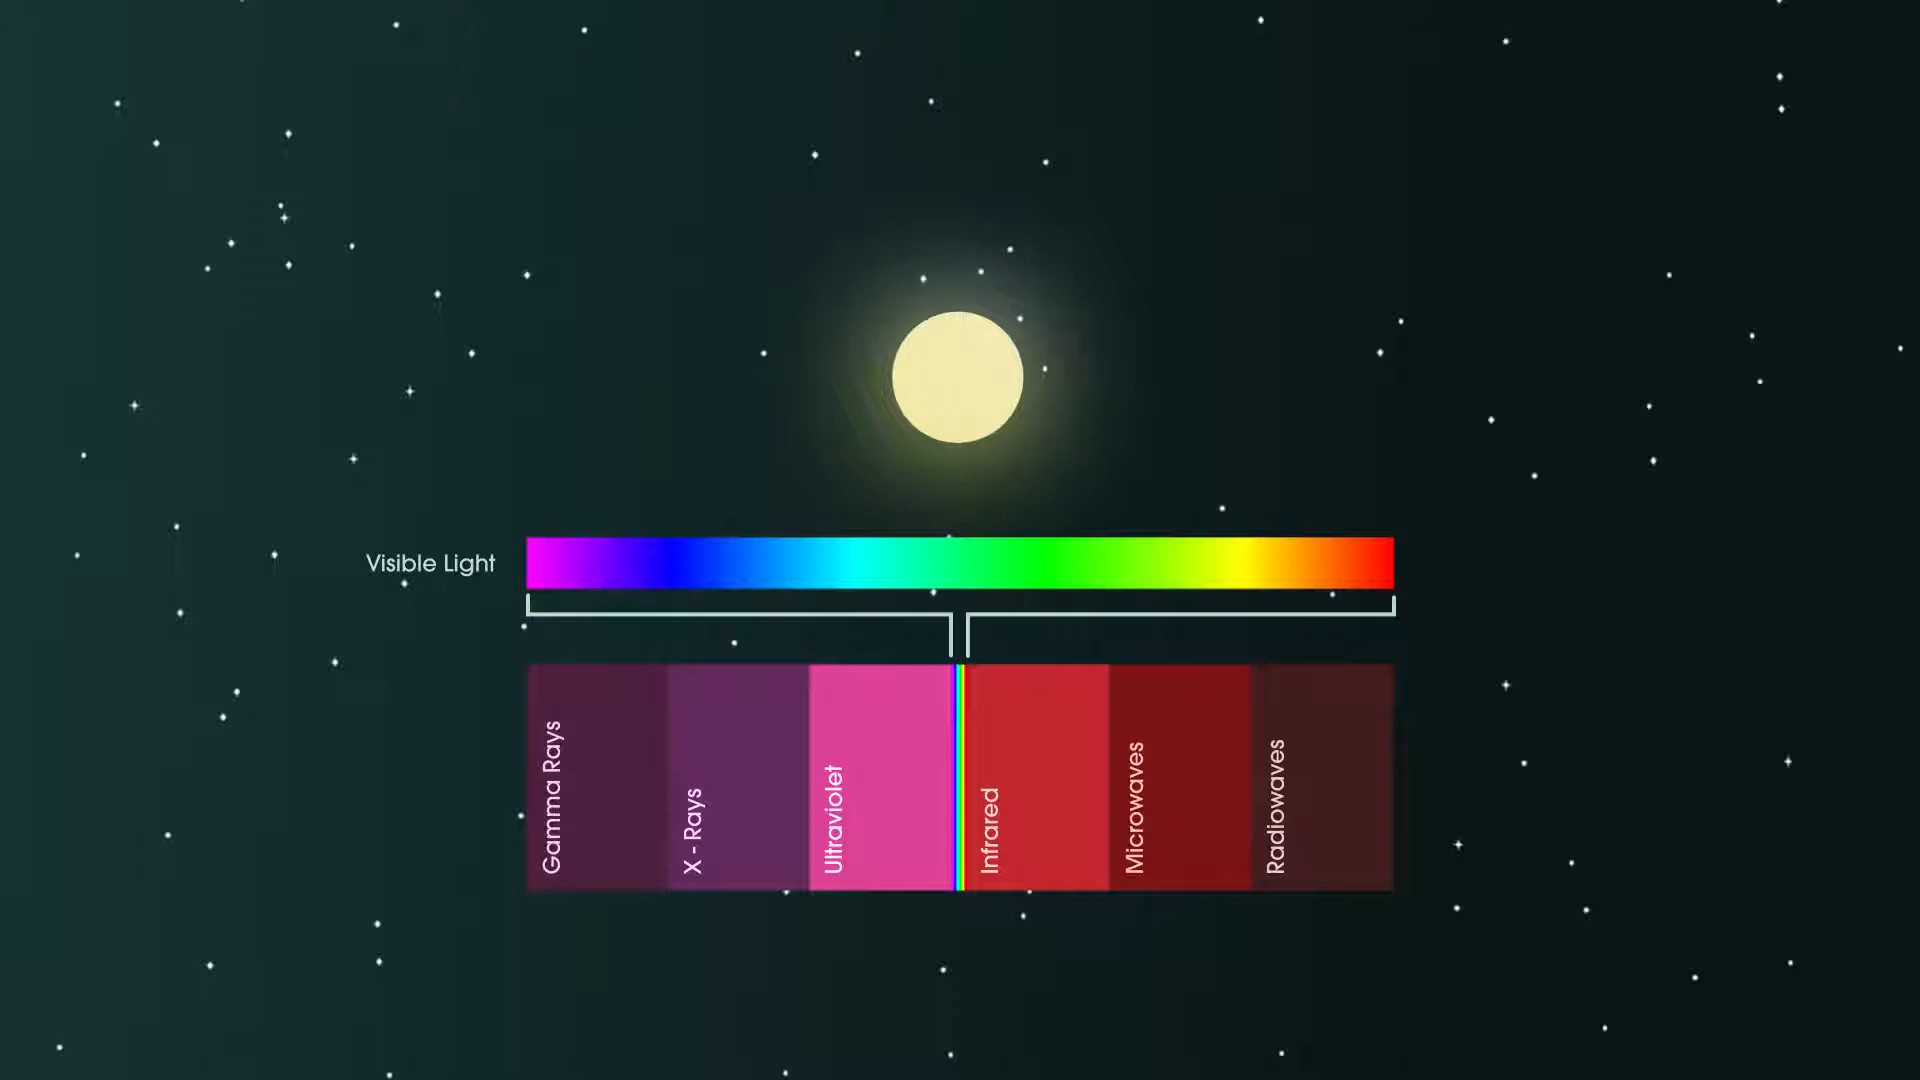 Visible Light
Gamma Rays
X - Rays
Ultraviolet
Infrared
Microwaves
Radiowaves